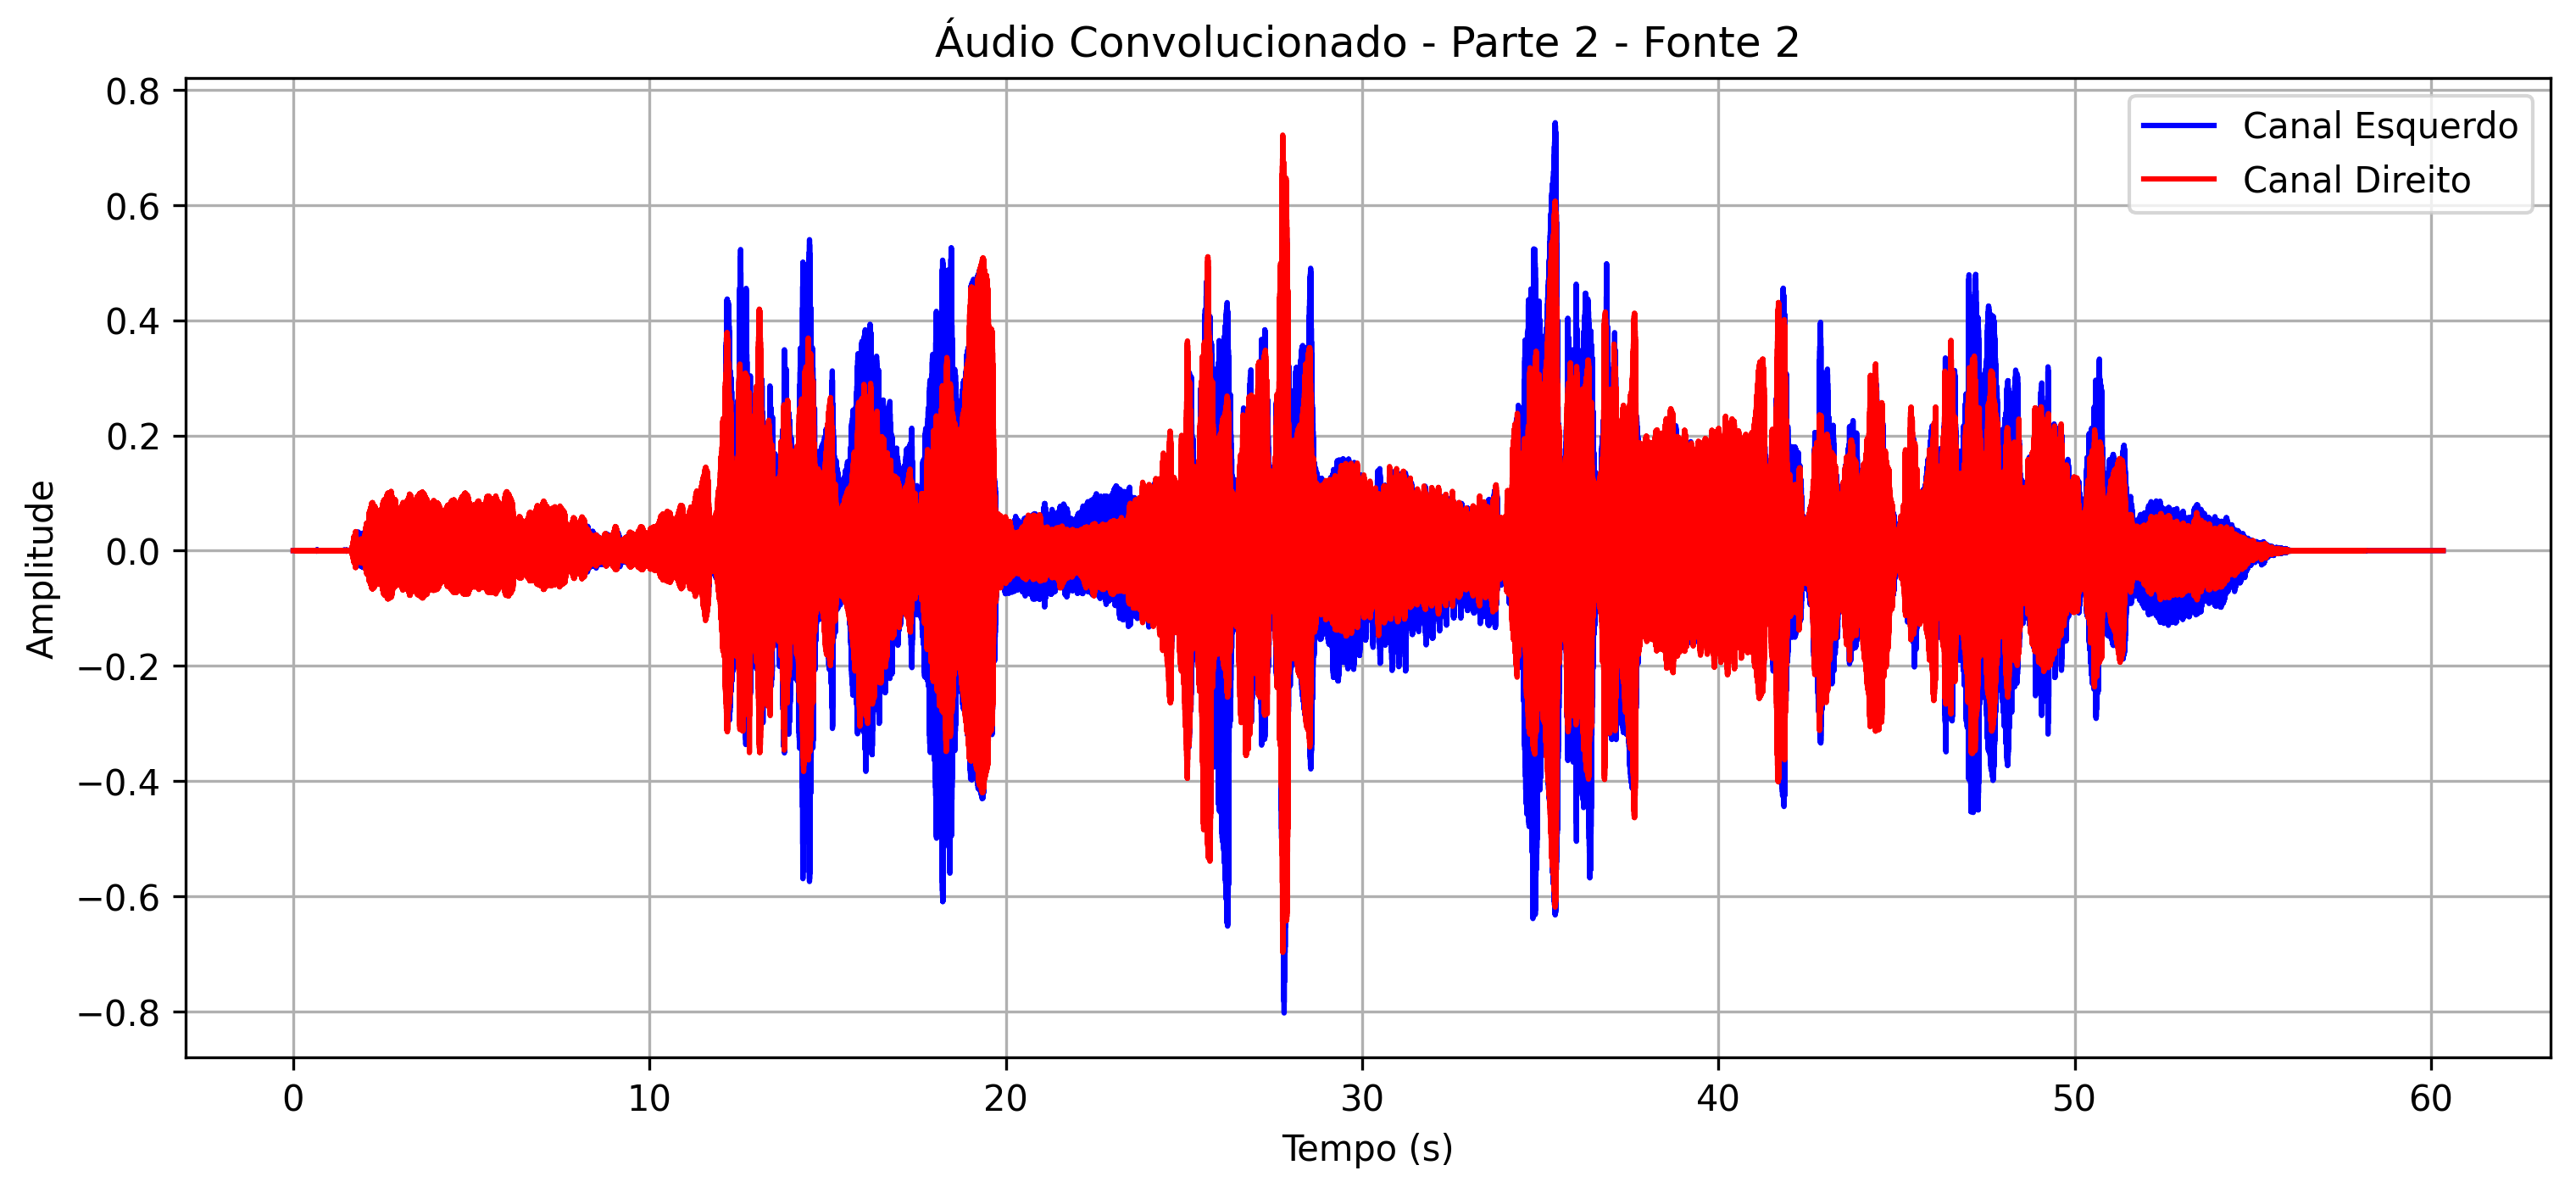 Áudio Convolucionado - Parte 2 - Fonte 2
Canal Esquerdo
Canal Direito
Amplitude
0.8
0.6
0.4
0.2
0.0
−0.2
−0.4
−0.6
−0.8
0 10 20 30 40 50 60
Tempo (s)